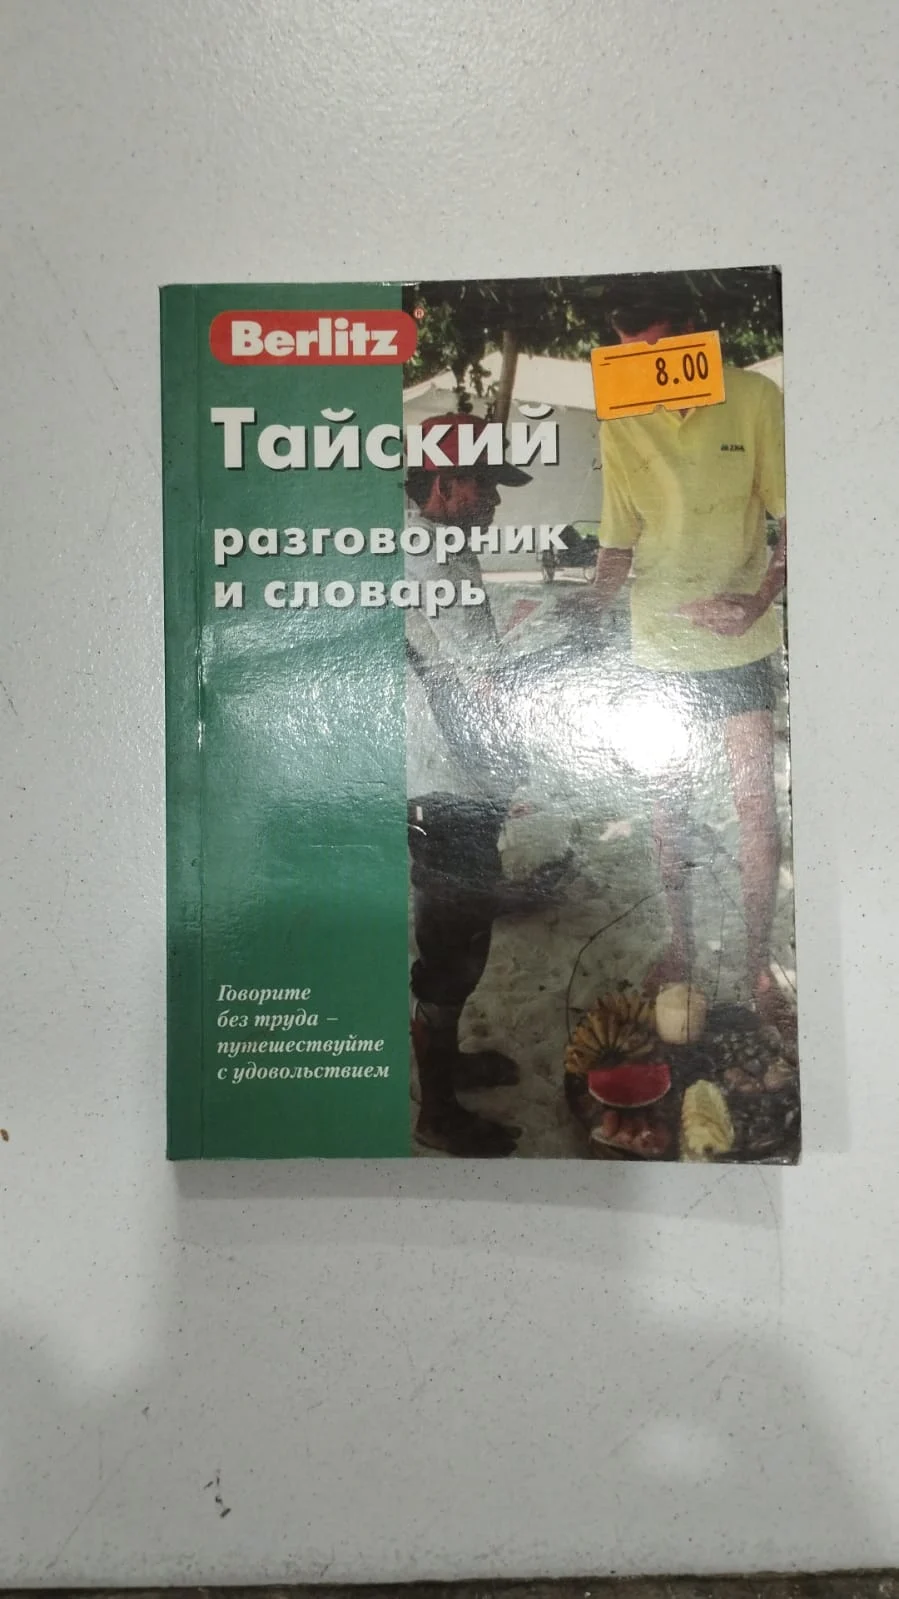 Berlitz®
8.00
Тайский
разговорник
и словарь
Говорите
без труда –
путешествуйте
с удовольствием